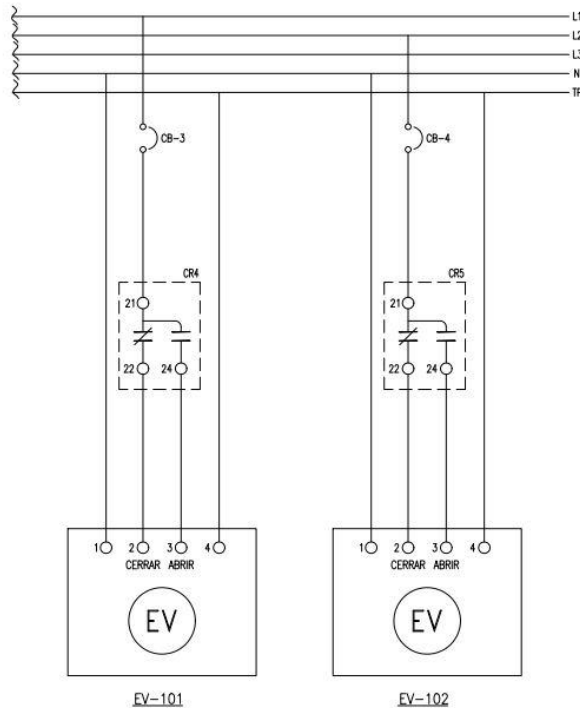 L1
L2
L3
N
CB-3
CB-4
CR4
CR5
21
21
22
24
22
24
1
2
3
4
1
2
3
4
CERRAR ABRIR
CERRAR ABRIR
EV
EV
EV-101
EV-102